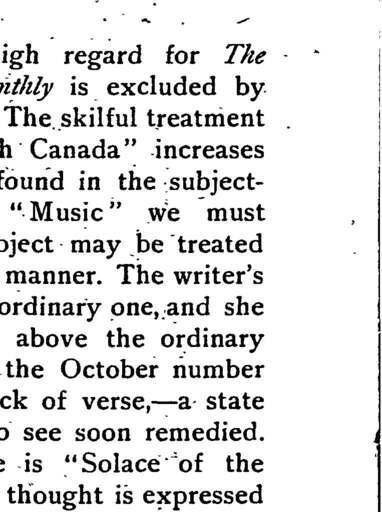 igh regard for The
nthly is excluded by
The skilful treatment
h Canada" increases
found in the subject-
"Music" we must
bject may be treated
manner. The writer's
ordinary one, and she
above the ordinary
the October number
ck of verse,—a state
o see soon remedied.
e is "Solace of the
thought is expressed